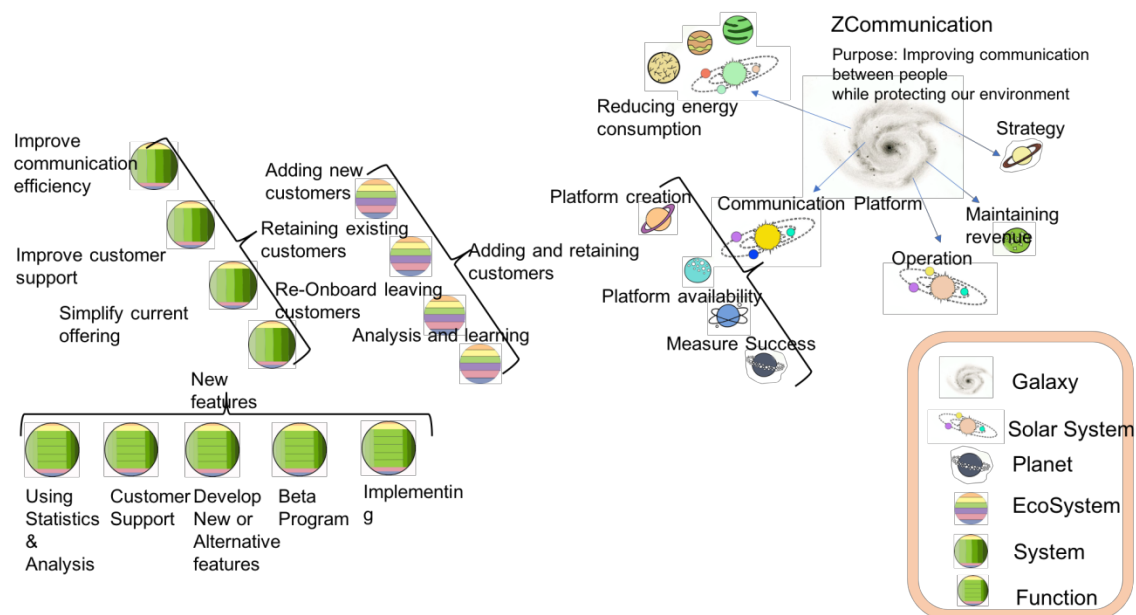 ZCommunication
Purpose: Improving communication
between people
while protecting our environment
Reducing energy
consumption
Strategy
Improve
communication
efficiency
Adding new
customers
Platform creation
Communication Platform
Maintaining
revenue
Retaining existing
customers
Adding and retaining
customers
Improve customer
support
Operation
Re-Onboard leaving
customers
Platform availability
Simplify current
offering
Analysis and learning
Measure Success
New
features
Using
Statistics
&
Analysis
Customer
Support
Develop
New or
Alternative
features
Beta
Program
Implementin
g
Galaxy
Solar System
Planet
EcoSystem
System
Function